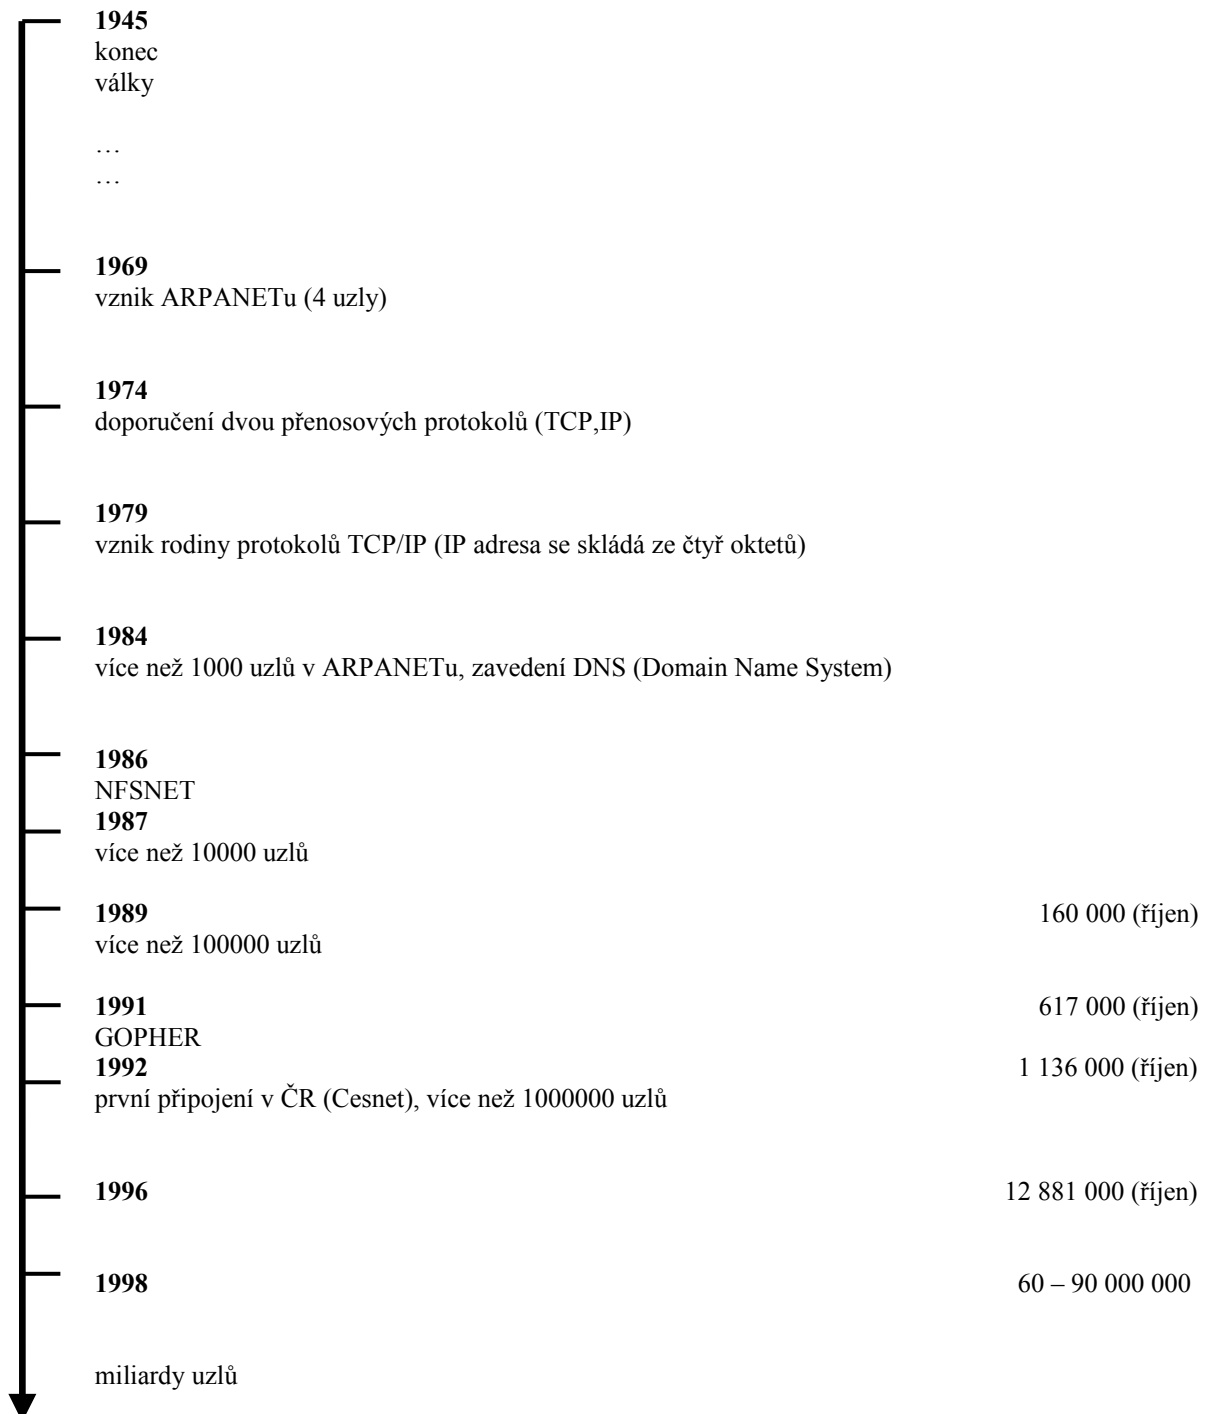 1945
konec
války
…
…
1969
vznik ARPANETu (4 uzly)
1974
doporučení dvou přenosových protokolů (TCP,IP)
1979
vznik rodiny protokolů TCP/IP (IP adresa se skládá ze čtyř oktetů)
1984
více než 1000 uzlů v ARPANETu, zavedení DNS (Domain Name System)
1986
NFSNET
1987
více než 10000 uzlů
1989 160 000 (říjen)
více než 100000 uzlů
1991 617 000 (říjen)
GOPHER
1992 1 136 000 (říjen)
první připojení v ČR (Cesnet), více než 1000000 uzlů
1996 12 881 000 (říjen)
1998 60 – 90 000 000
miliardy uzlů